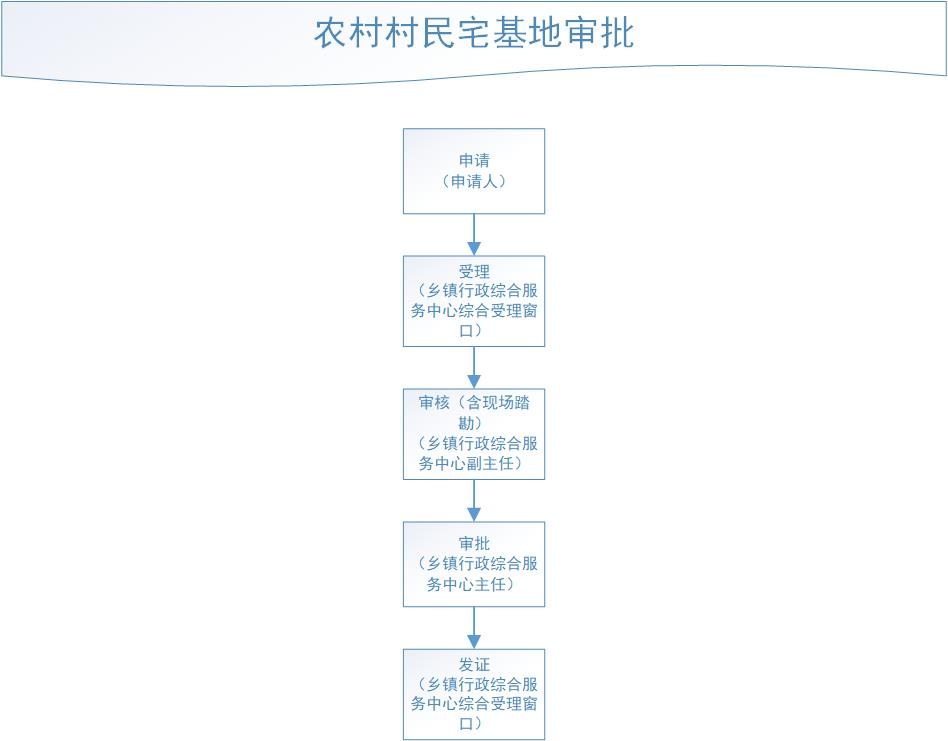 农村村民宅基地审批
申请
（申请人）
受理
（乡镇行政综合服
务中心综合受理窗
口）
审核（含现场踏
勘）
（乡镇行政综合服
务中心副主任）
审批
（乡镇行政综合服
务中心主任）
发证
（乡镇行政综合服
务中心综合受理窗
口）